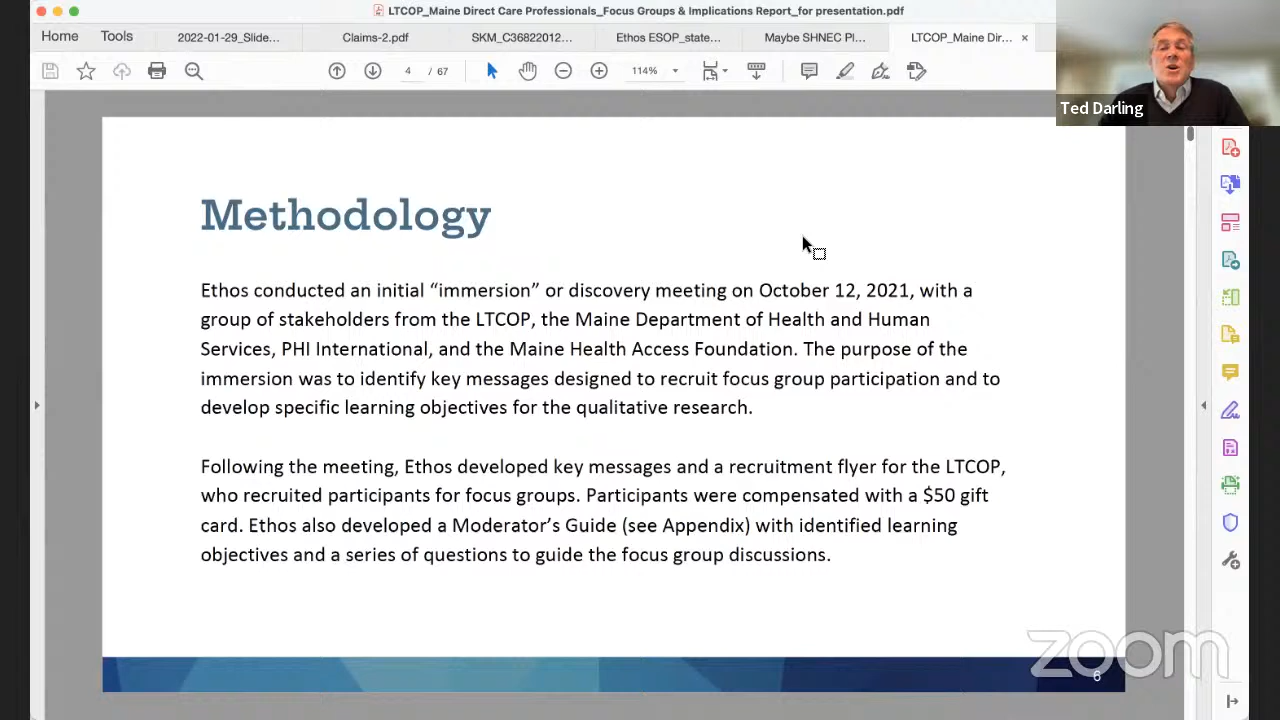 LTCOP_Maine Direct Care Professionals_Focus Groups & Implications Report_for presentation.pdf
Home
Tools
2022-01-29_Slide...
Claims-2.pdf
SKM_C36822012...
Ethos ESOP_state...
Maybe SHNEC Pl...
LTCOP_Maine Dir...
4 / 67
114%
Ted Darling
Methodology
Ethos conducted an initial “immersion” or discovery meeting on October 12, 2021, with a
group of stakeholders from the LTCOP, the Maine Department of Health and Human
Services, PHI International, and the Maine Health Access Foundation. The purpose of the
immersion was to identify key messages designed to recruit focus group participation and to
develop specific learning objectives for the qualitative research.
Following the meeting, Ethos developed key messages and a recruitment flyer for the LTCOP,
who recruited participants for focus groups. Participants were compensated with a $50 gift
card. Ethos also developed a Moderator’s Guide (see Appendix) with identified learning
objectives and a series of questions to guide the focus group discussions.
zoom
6